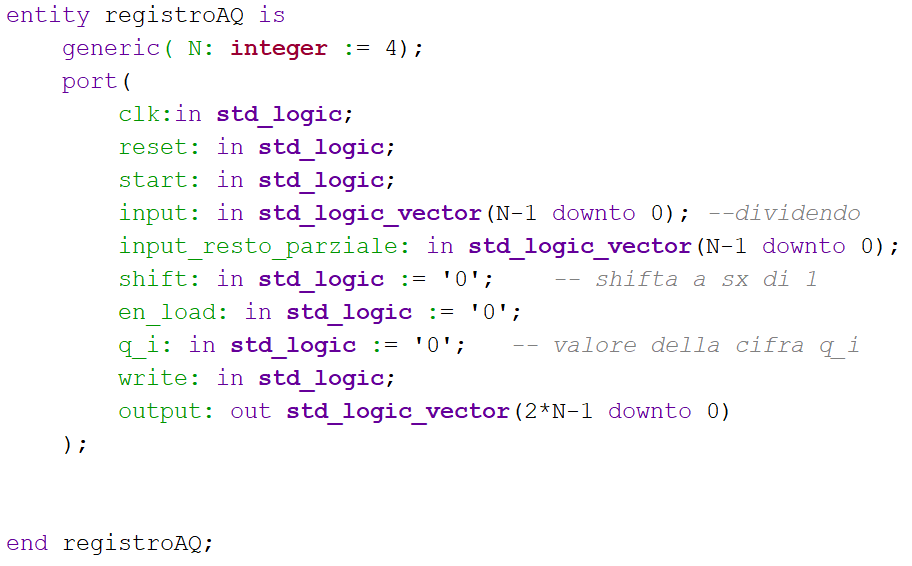 entity registroAQ is
generic( N: integer := 4);
port(
clk:in std_logic;
reset: in std_logic;
start: in std_logic;
input: in std_logic_vector(N-1 downto 0); --dividendo
input_resto_parziale: in std_logic_vector(N-1 downto 0);
shift: in std_logic := '0'; -- shifta a sx di 1
en_load: in std_logic := '0';
q_i: in std_logic := '0'; -- valore della cifra q_i
write: in std_logic;
output: out std_logic_vector(2*N-1 downto 0)
);
end registroAQ;